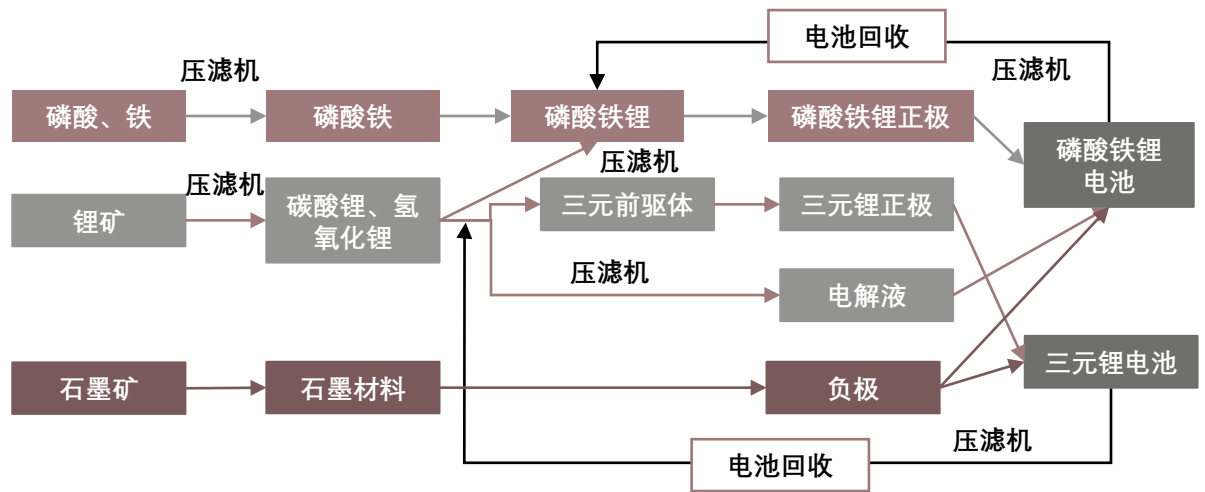 电池回收
压滤机
压滤机
磷酸、铁
磷酸铁
磷酸铁锂
磷酸铁锂正极
磷酸铁锂
电池
压滤机
压滤机
锂矿
碳酸锂、氢
氧化锂
三元前驱体
三元锂正极
压滤机
电解液
石墨矿
石墨材料
负极
三元锂电池
压滤机
电池回收